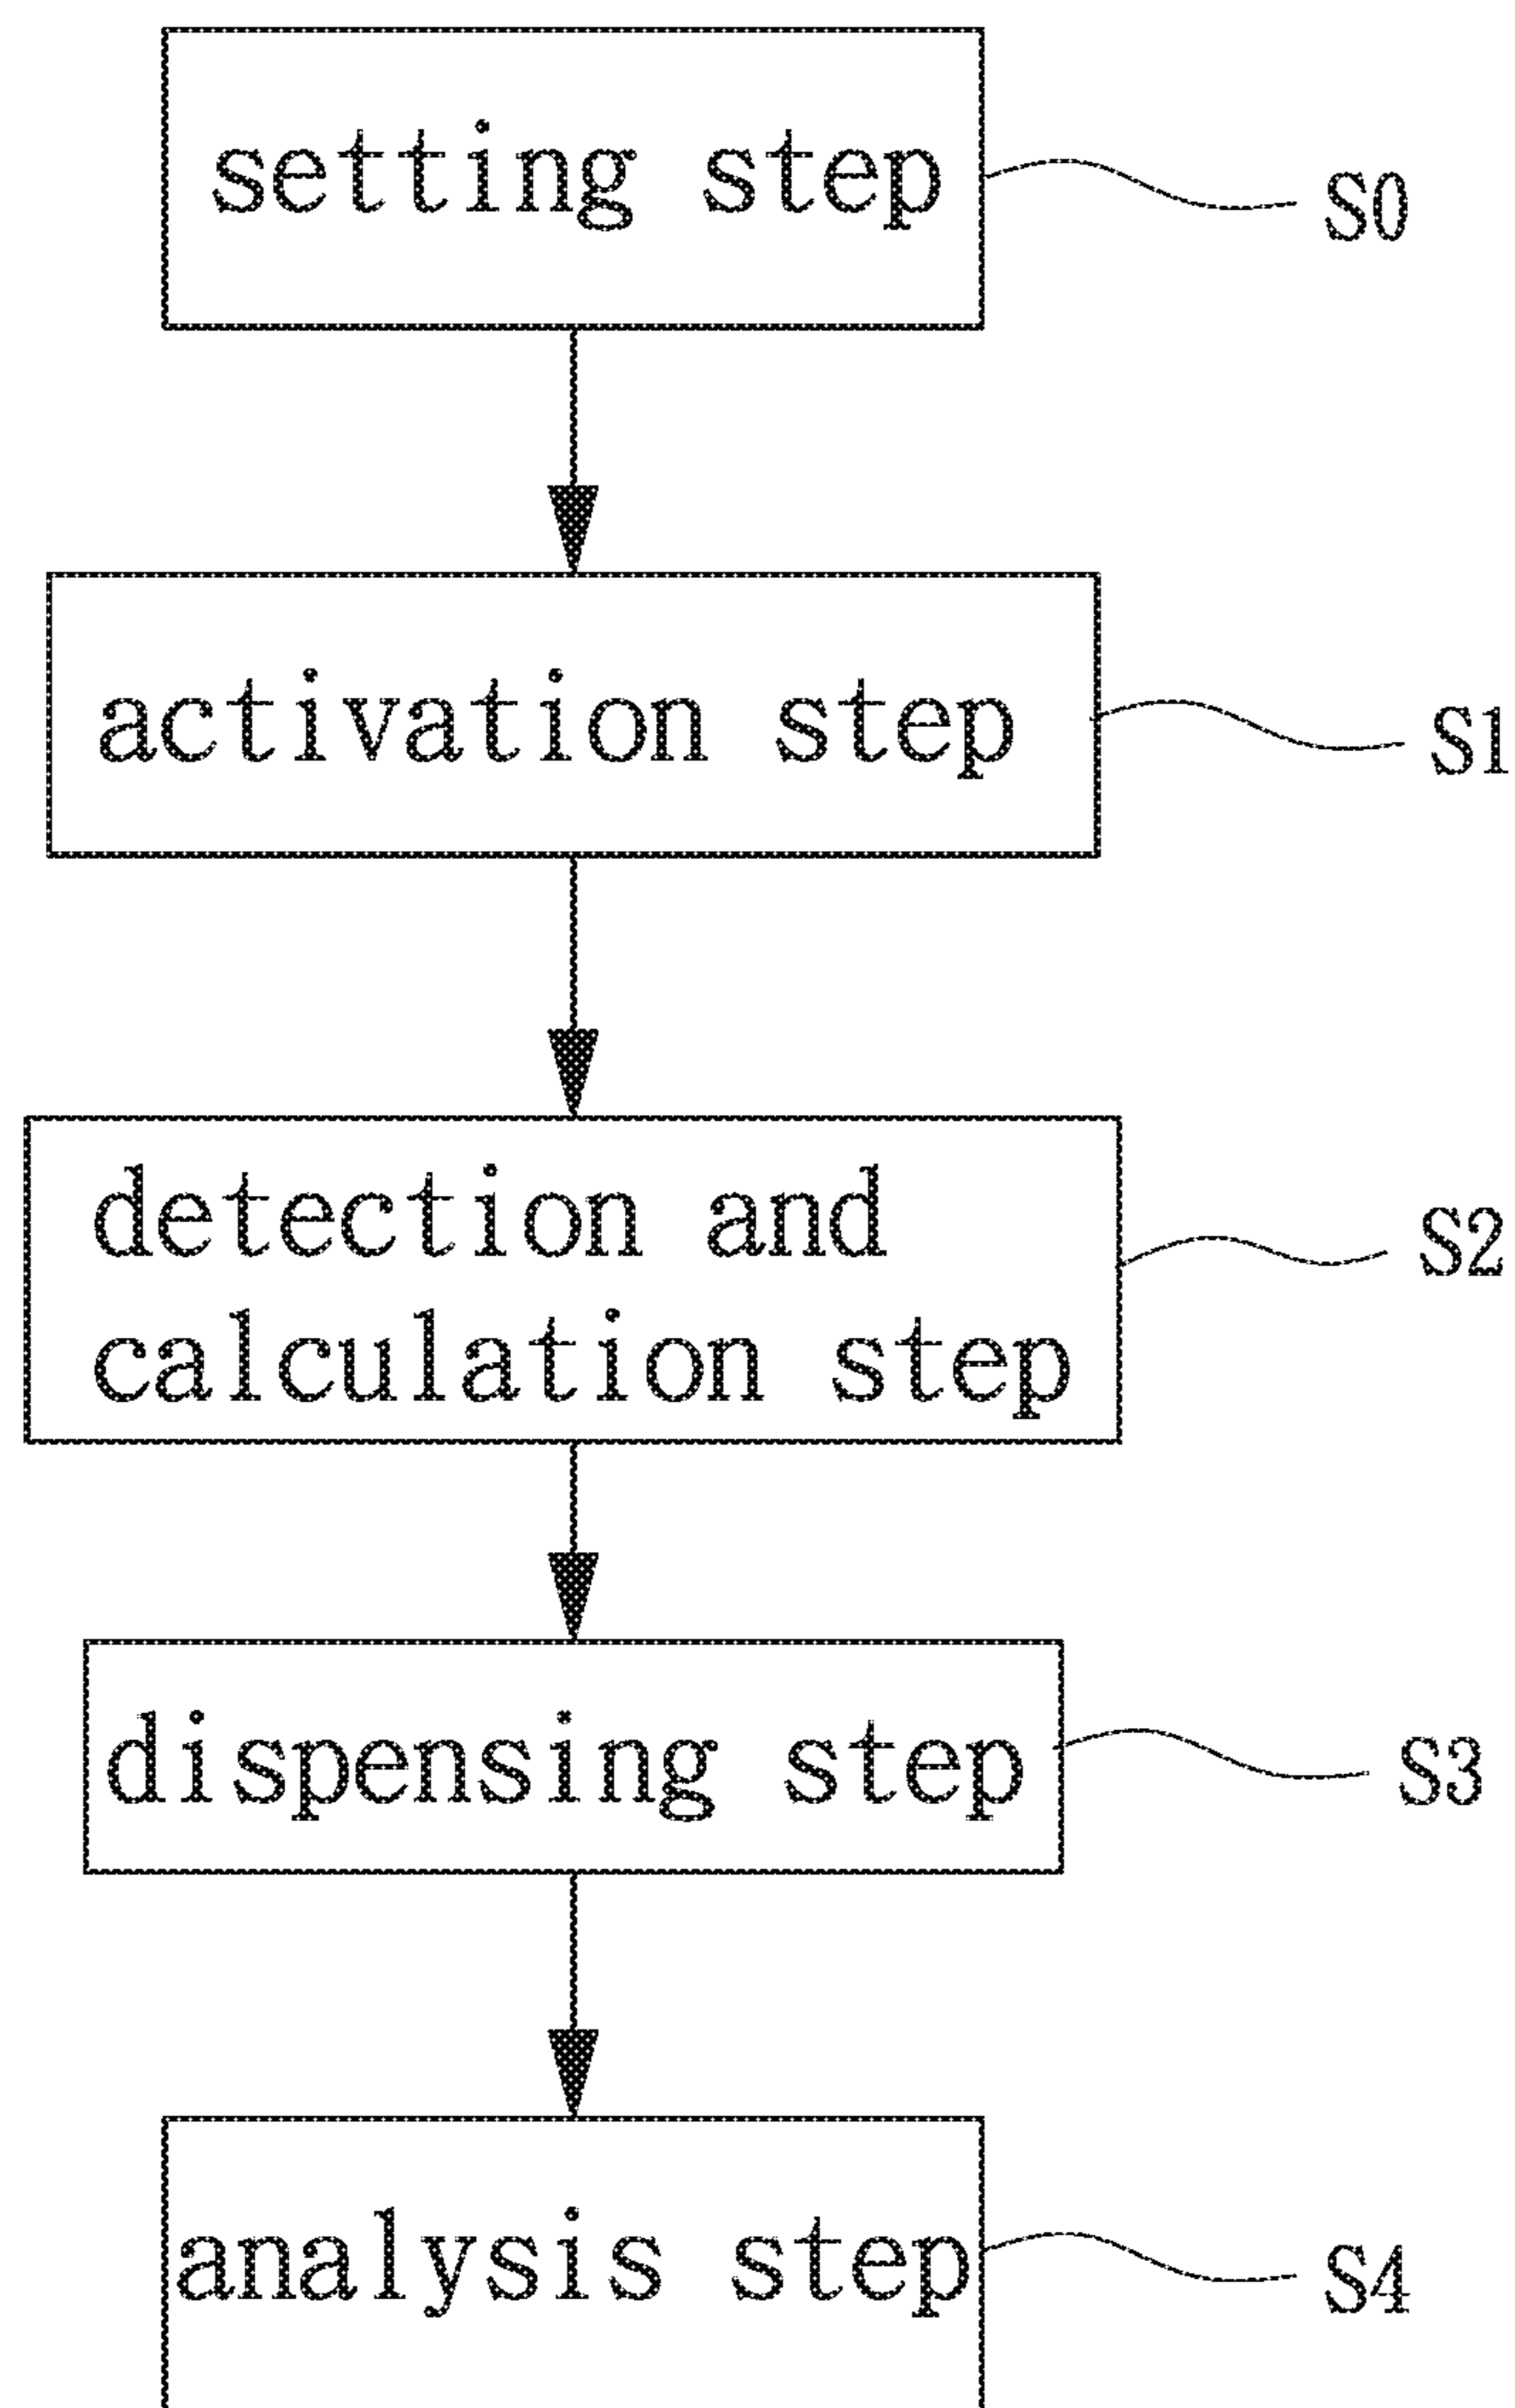 setting step
S0
activation step
S1
detection and
calculation step
S2
dispensing step
S3
analysis step
S4